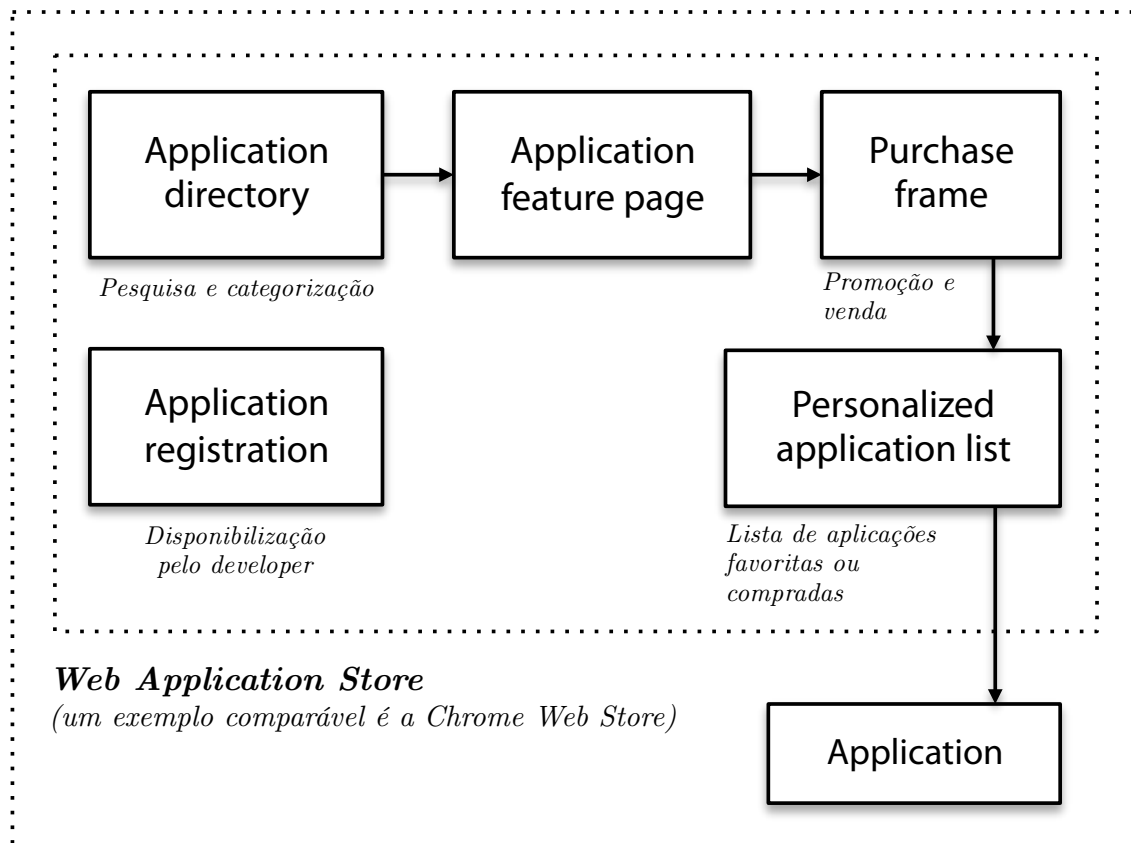 Application
directory
Application
feature page
Purchase
frame
Pesquisa e categorização
Promoção e
venda
Application
registration
Personalized
application list
Disponibilização
pelo developer
Lista de aplicações
favoritas ou
compradas
Web Application Store
(um exemplo comparável é a Chrome Web Store)
Application